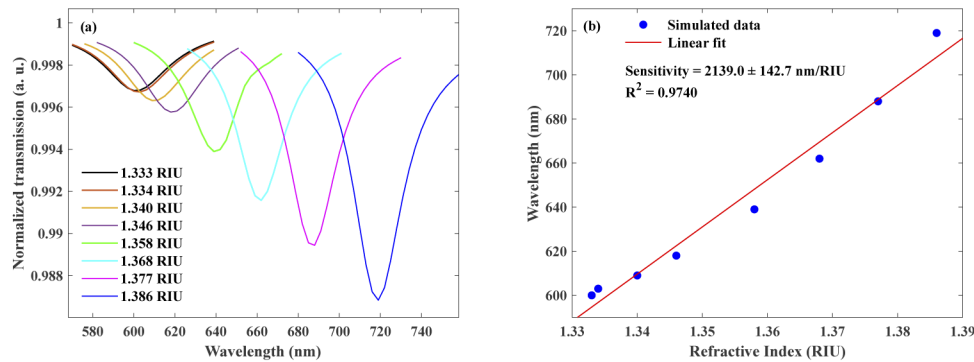 (a)
Normalized transmission (a. u.)
1
0.998
0.996
0.994
0.992
0.99
0.988
1.333 RIU
1.334 RIU
1.340 RIU
1.346 RIU
1.358 RIU
1.368 RIU
1.377 RIU
1.386 RIU
580 600 620 640 660 680 700 720 740
Wavelength (nm)
(b)
Simulated data
Linear fit
Sensitivity = 2139.0 ± 142.7 nm/RIU
R² = 0.9740
Wavelength (nm)
720
700
680
660
640
620
600
1.33 1.34 1.35 1.36 1.37 1.38 1.39
Refractive Index (RIU)